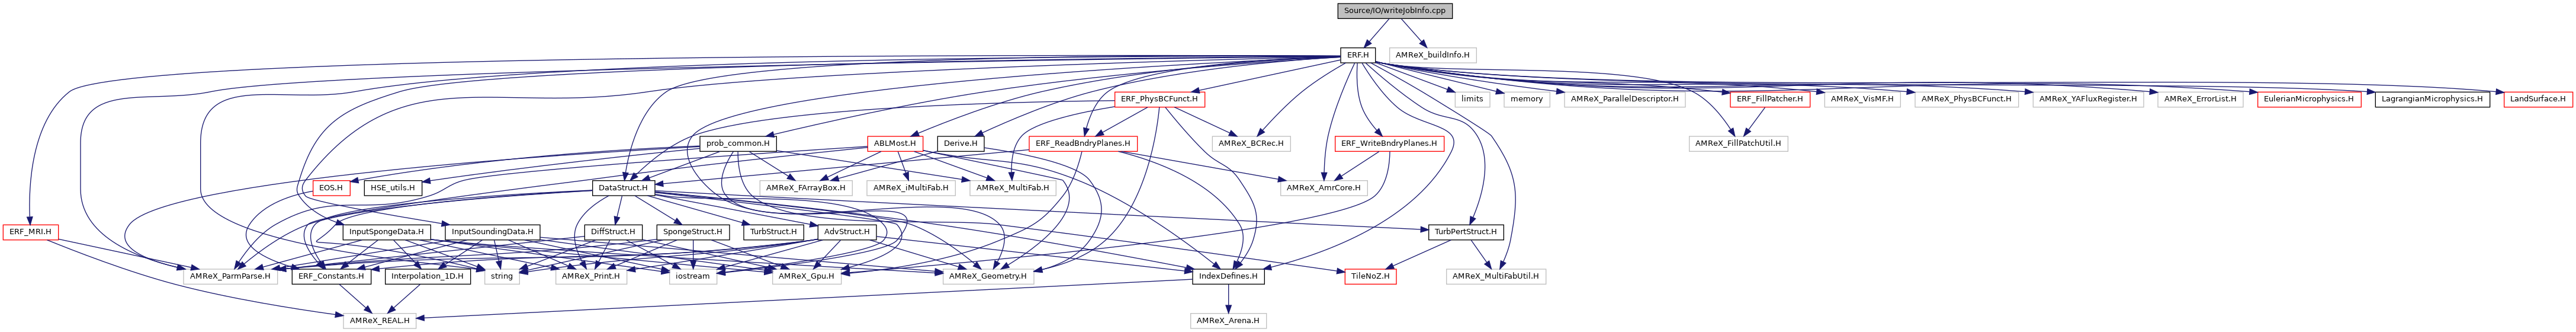 Source/IO/writeJobInfo.cpp
ERF.H
AMReX_buildInfo.H
ERF_PhysBCFunct.H
limits
memory
AMReX_ParallelDescriptor.H
ERF_FillPatcher.H
AMReX_VisMF.H
AMReX_PhysBCFunct.H
AMReX_YAFluxRegister.H
AMReX_ErrorList.H
EulerianMicrophysics.H
LagrangianMicrophysics.H
LandSurface.H
prob_common.H
ABLMost.H
Derive.H
ERF_ReadBndryPlanes.H
AMReX_BCRec.H
ERF_WriteBndryPlanes.H
AMReX_FillPatchUtil.H
EOS.H
HSE_utils.H
DataStruct.H
AMReX_FArrayBox.H
AMReX_iMultiFab.H
AMReX_MultiFab.H
AMReX_AmrCore.H
ERF_MRI.H
InputSpongeData.H
InputSoundingData.H
DiffStruct.H
SpongeStruct.H
TurbStruct.H
AdvStruct.H
TurbPertStruct.H
AMReX_ParmParse.H
ERF_Constants.H
Interpolation_1D.H
string
AMReX_Print.H
iostream
AMReX_Gpu.H
AMReX_Geometry.H
IndexDefines.H
TileNoZ.H
AMReX_MultiFabUtil.H
AMReX_REAL.H
AMReX_Arena.H